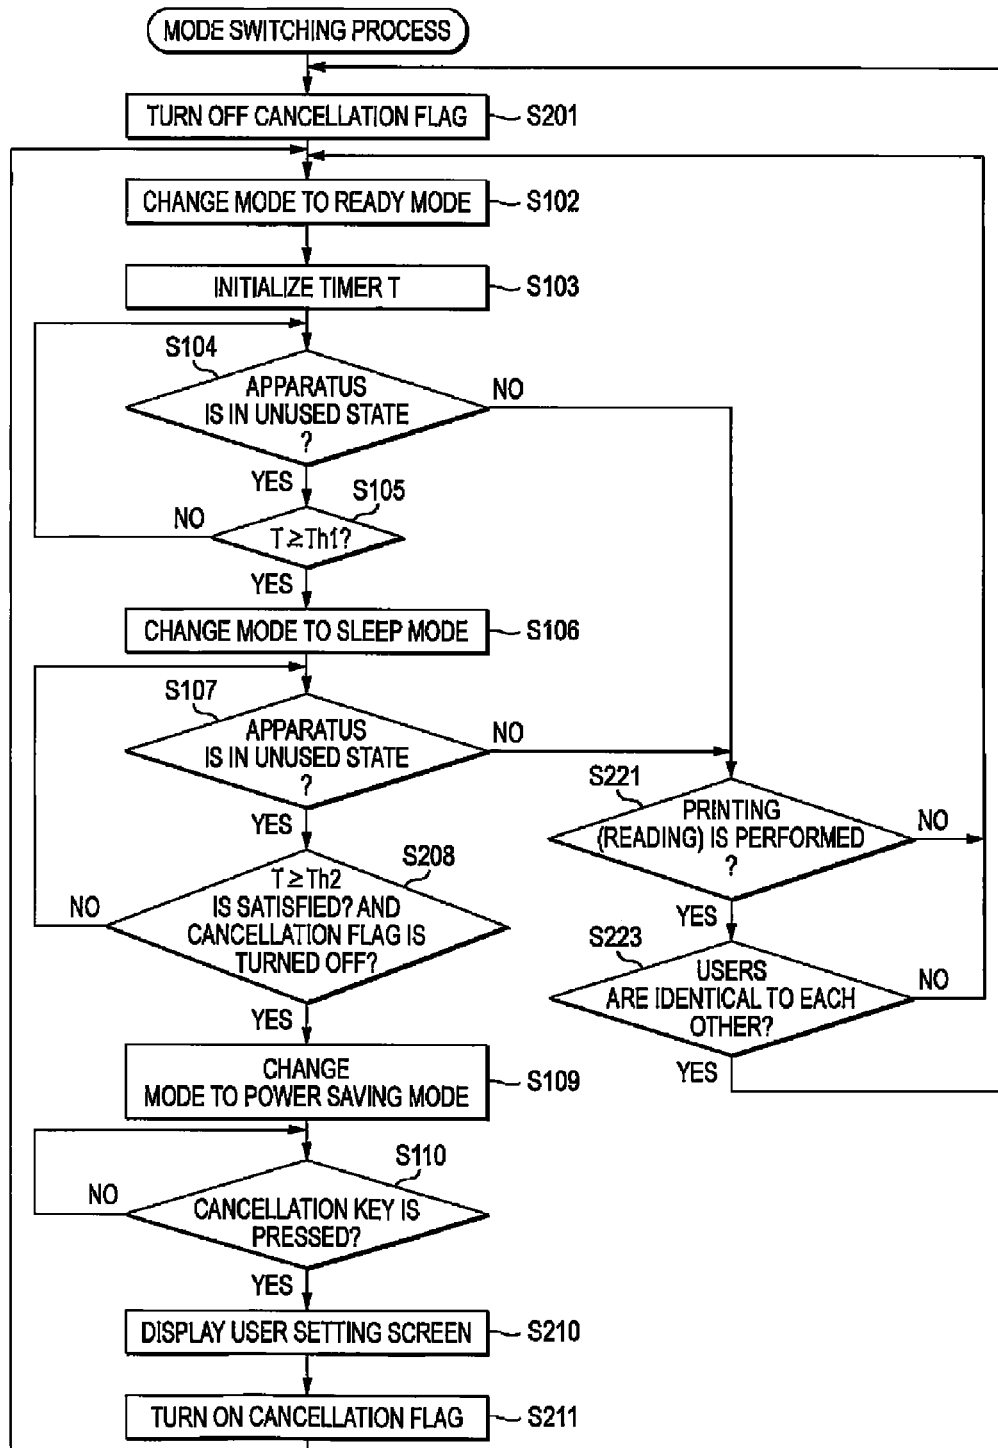 MODE SWITCHING PROCESS
TURN OFF CANCELLATION FLAG
S201
CHANGE MODE TO READY MODE
S102
INITIALIZE TIMER T
S103
S104
APPARATUS
IS IN UNUSED STATE
?
NO
YES
S105
NO
T ≥ Th1?
YES
CHANGE MODE TO SLEEP MODE
S106
S107
APPARATUS
IS IN UNUSED STATE
?
NO
YES
S221
PRINTING
(READING) IS PERFORMED
?
NO
YES
S208
T ≥ Th2
IS SATISFIED? AND
CANCELLATION FLAG IS
TURNED OFF?
NO
YES
S223
USERS
ARE IDENTICAL TO EACH
OTHER?
NO
YES
CHANGE
MODE TO POWER SAVING MODE
S109
S110
NO
CANCELLATION KEY IS
PRESSED?
YES
DISPLAY USER SETTING SCREEN
S210
TURN ON CANCELLATION FLAG
S211